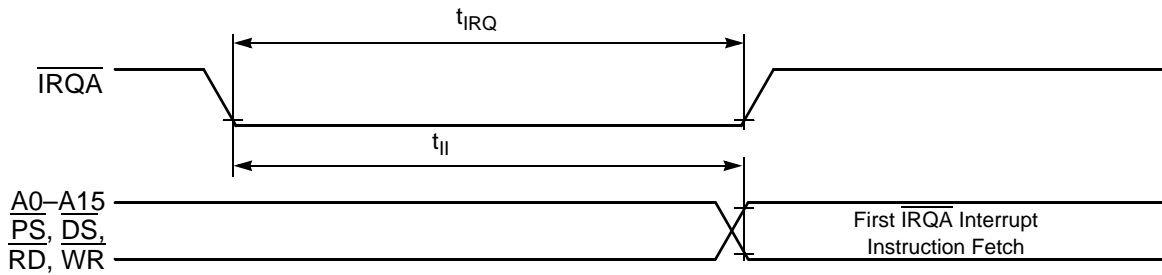 tIRQ
IRQA
tII
A0–A15
PS, DS,
RD, WR
First IRQA Interrupt
Instruction Fetch